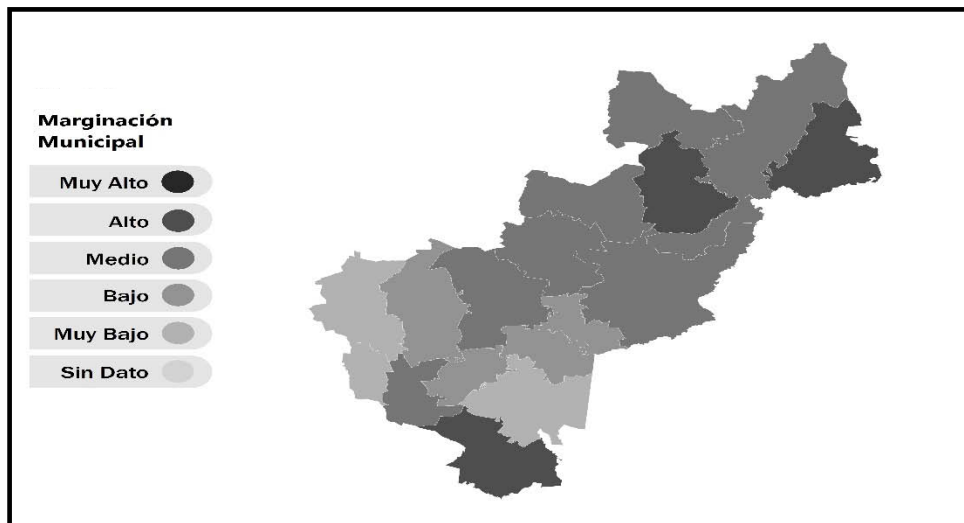 Marginación
Municipal
Muy Alto
Alto
Medio
Bajo
Muy Bajo
Sin Dato